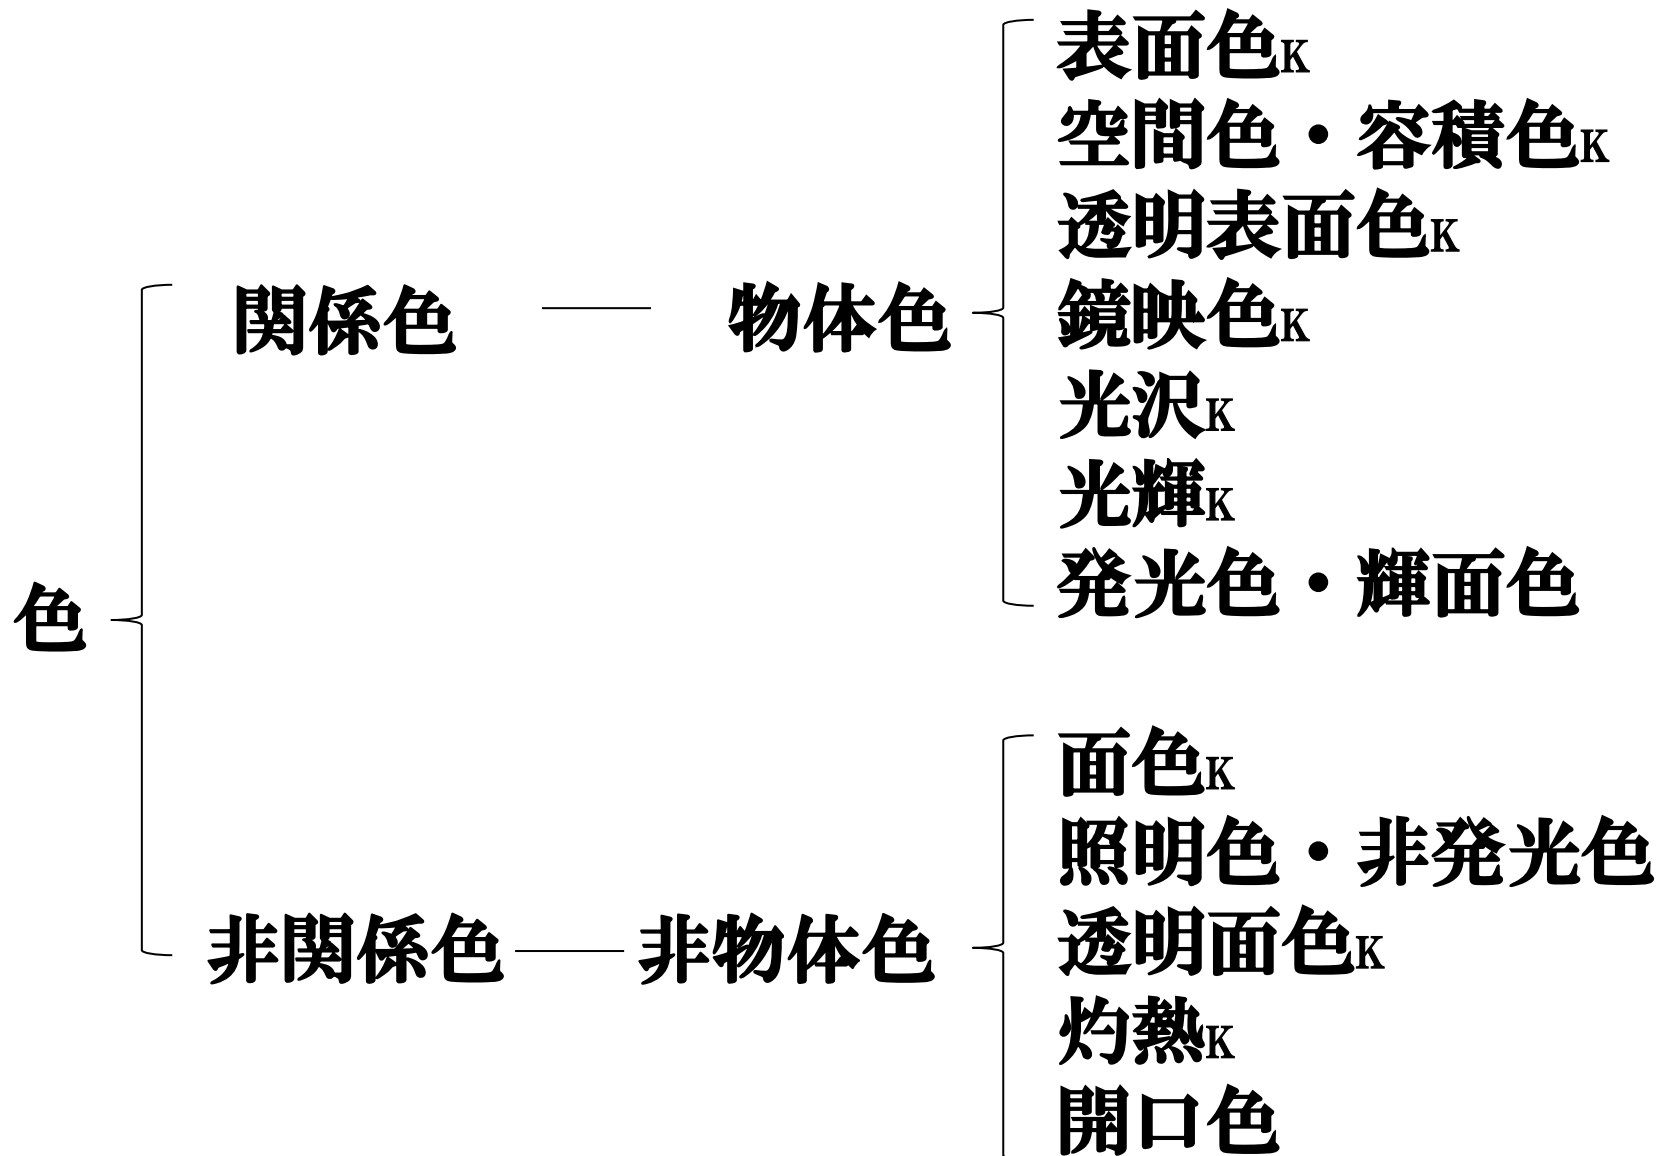 色
関係色
物体色
表面色K
空間色・容積色K
透明表面色K
鏡映色K
光沢K
光輝K
発光色・輝面色
非関係色
非物体色
面色K
照明色・非発光色
透明面色K
灼熱K
開口色